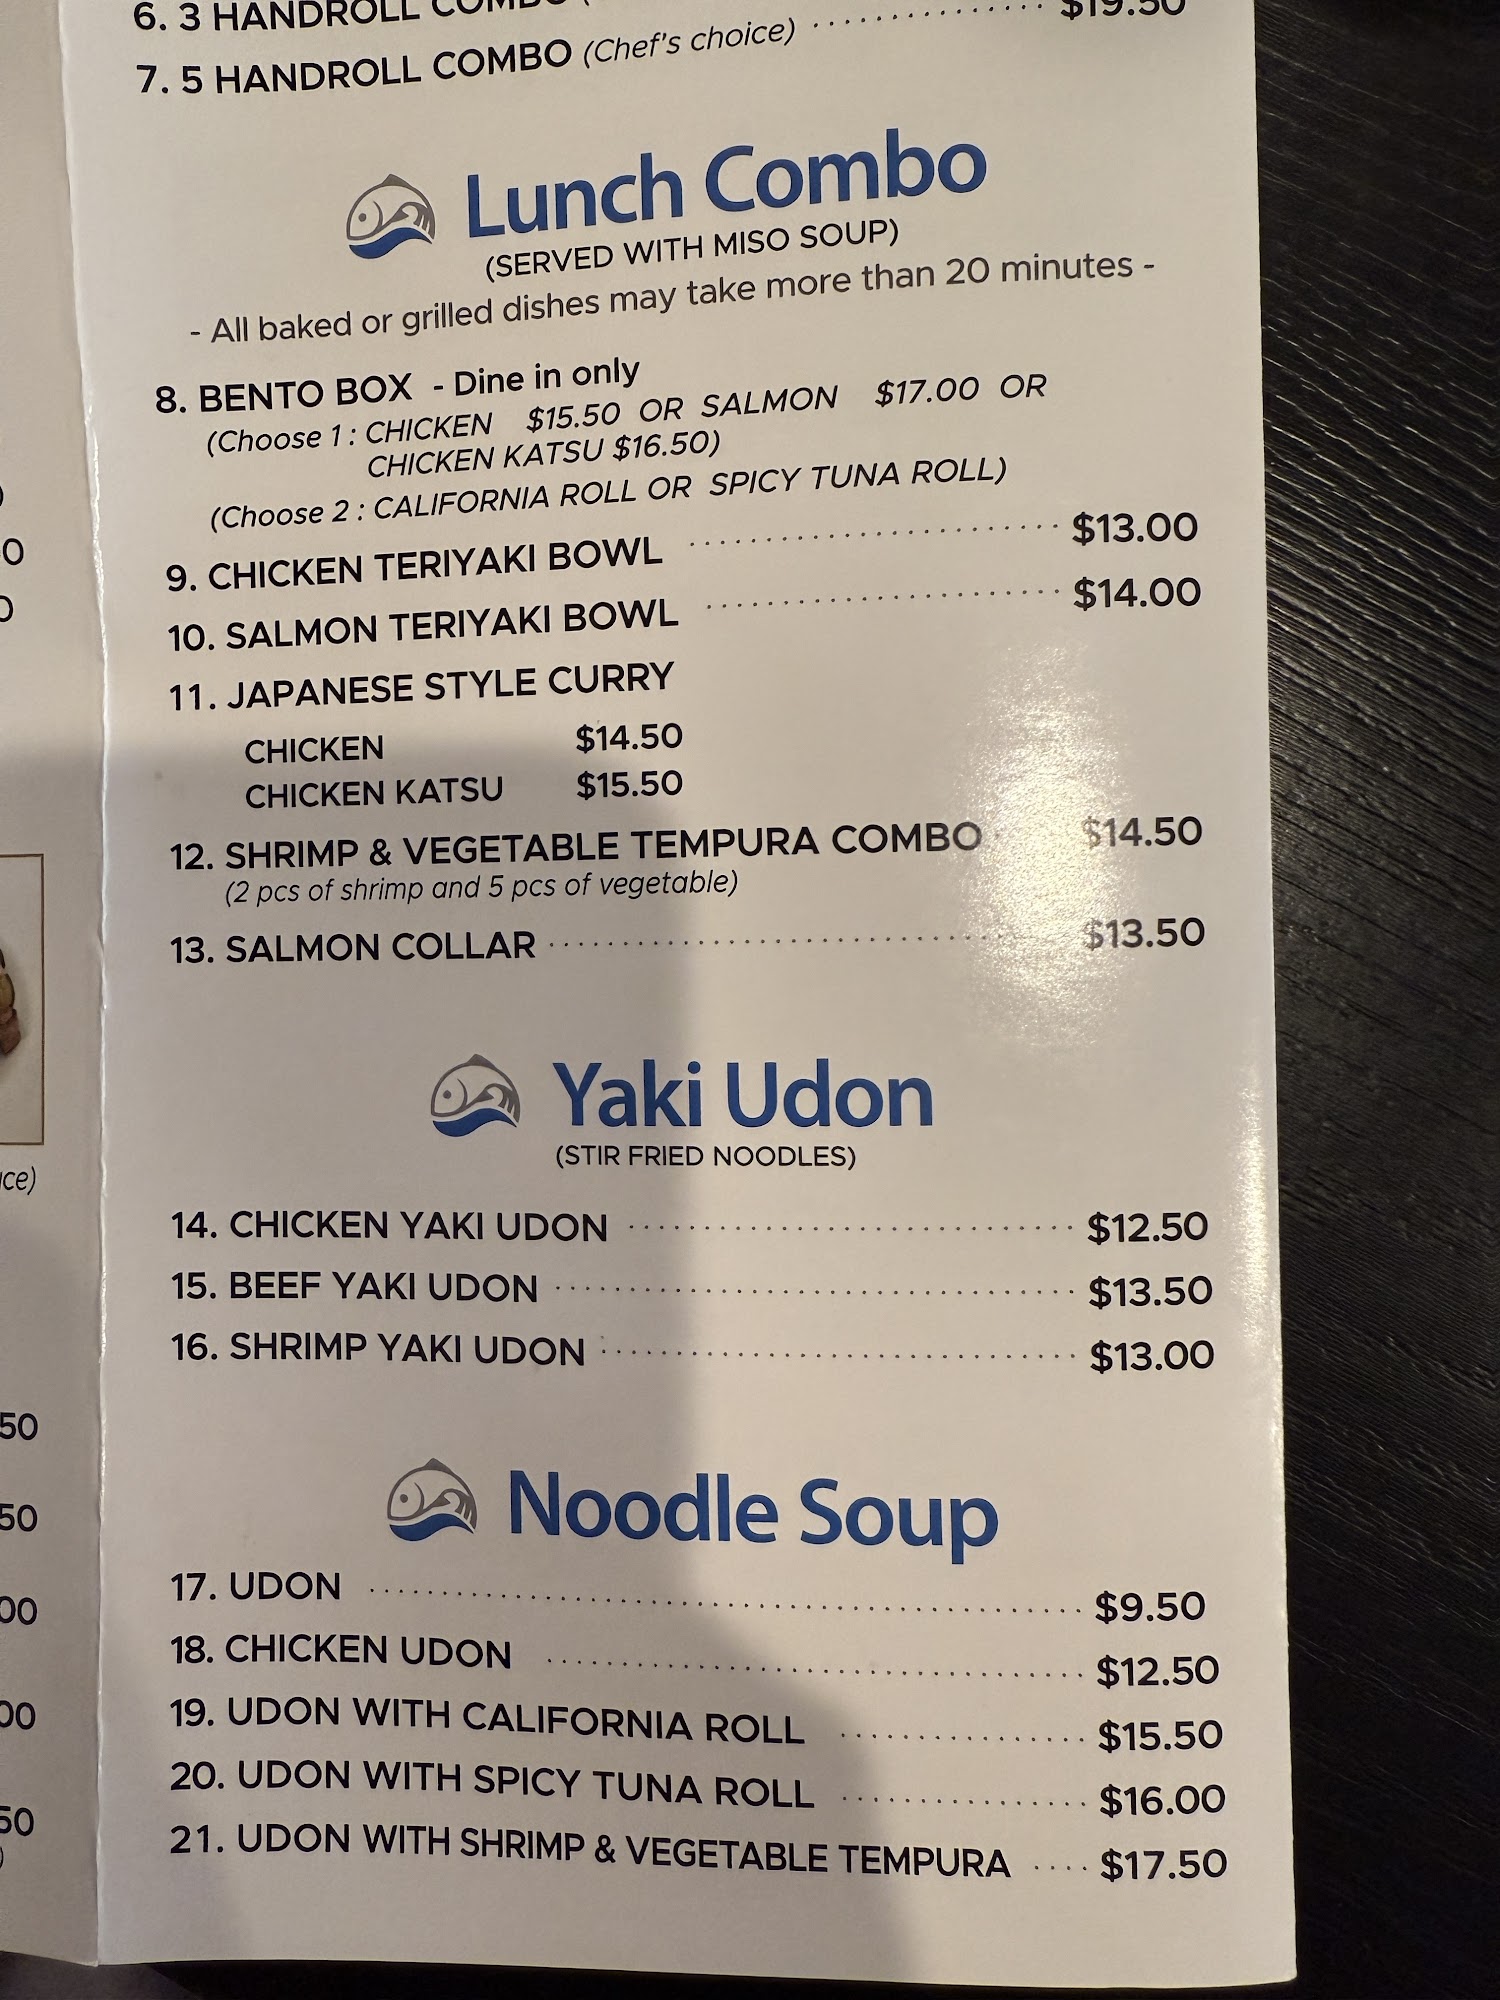 6. 3 HANDROLL COMBO
$19.50
7. 5 HANDROLL COMBO (Chef's choice)
Lunch Combo
(SERVED WITH MISO SOUP)
- All baked or grilled dishes may take more than 20 minutes -
8. BENTO BOX - Dine in only
(Choose 1 : CHICKEN $15.50 OR SALMON $17.00 OR
CHICKEN KATSU $16.50)
(Choose 2 : CALIFORNIA ROLL OR SPICY TUNA ROLL)
9. CHICKEN TERIYAKI BOWL $13.00
10. SALMON TERIYAKI BOWL $14.00
11. JAPANESE STYLE CURRY
CHICKEN $14.50
CHICKEN KATSU $15.50
12. SHRIMP & VEGETABLE TEMPURA COMBO $14.50
(2 pcs of shrimp and 5 pcs of vegetable)
13. SALMON COLLAR $13.50
Yaki Udon
(STIR FRIED NOODLES)
14. CHICKEN YAKI UDON $12.50
15. BEEF YAKI UDON $13.50
16. SHRIMP YAKI UDON $13.00
Noodle Soup
17. UDON $9.50
18. CHICKEN UDON $12.50
19. UDON WITH CALIFORNIA ROLL $15.50
20. UDON WITH SPICY TUNA ROLL $16.00
21. UDON WITH SHRIMP & VEGETABLE TEMPURA $17.50